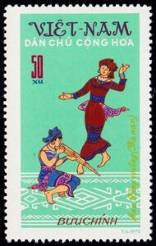 VIỆT-NAM
DÂN CHỦ CỘNG HÒA
50
XU
BƯU CHÍNH